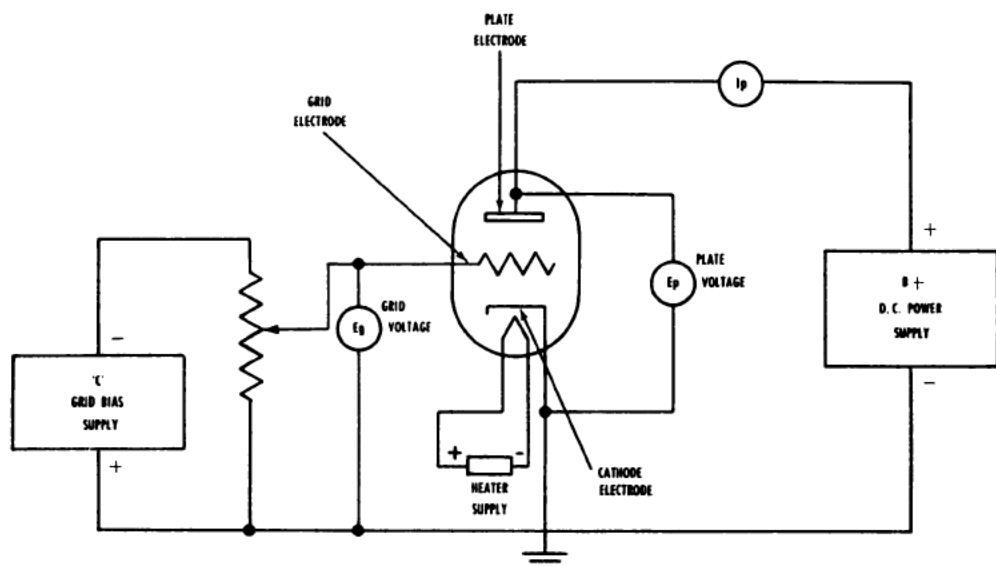 PLATE
ELECTRODE
Ip
GRID
ELECTRODE
+
PLATE
VOLTAGE
Ep
B +
D.C. POWER
SUPPLY
GRID
VOLTAGE
Eg
-
'C'
GRID BIAS
SUPPLY
-
+
+
-
HEATER
SUPPLY
CATHODE
ELECTRODE